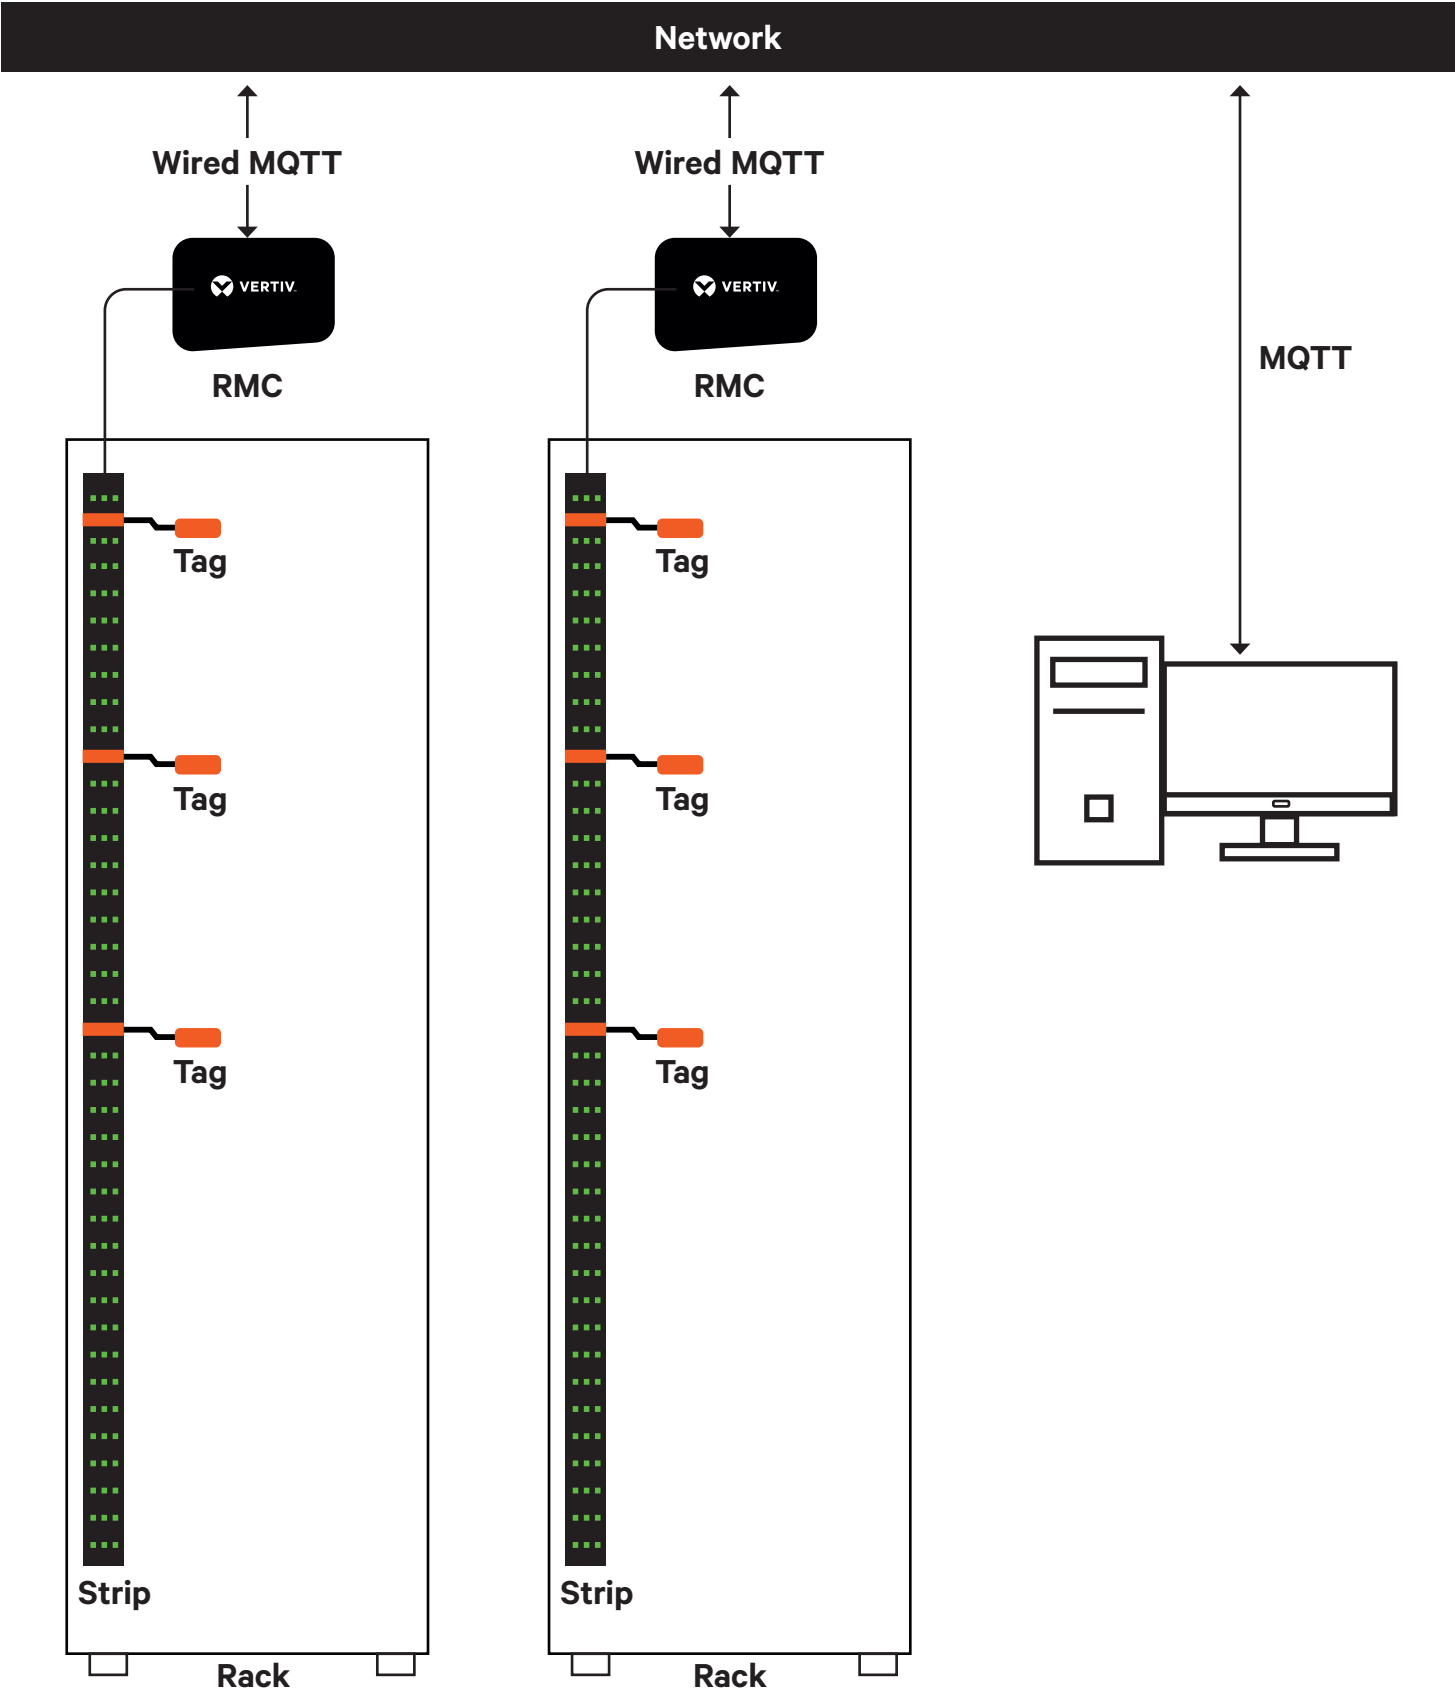 Network
Wired MQTT
Wired MQTT
VERTIV
VERTIV
MQTT
RMC
RMC
Tag
Tag
Tag
Tag
Tag
Tag
Strip
Strip
Rack
Rack